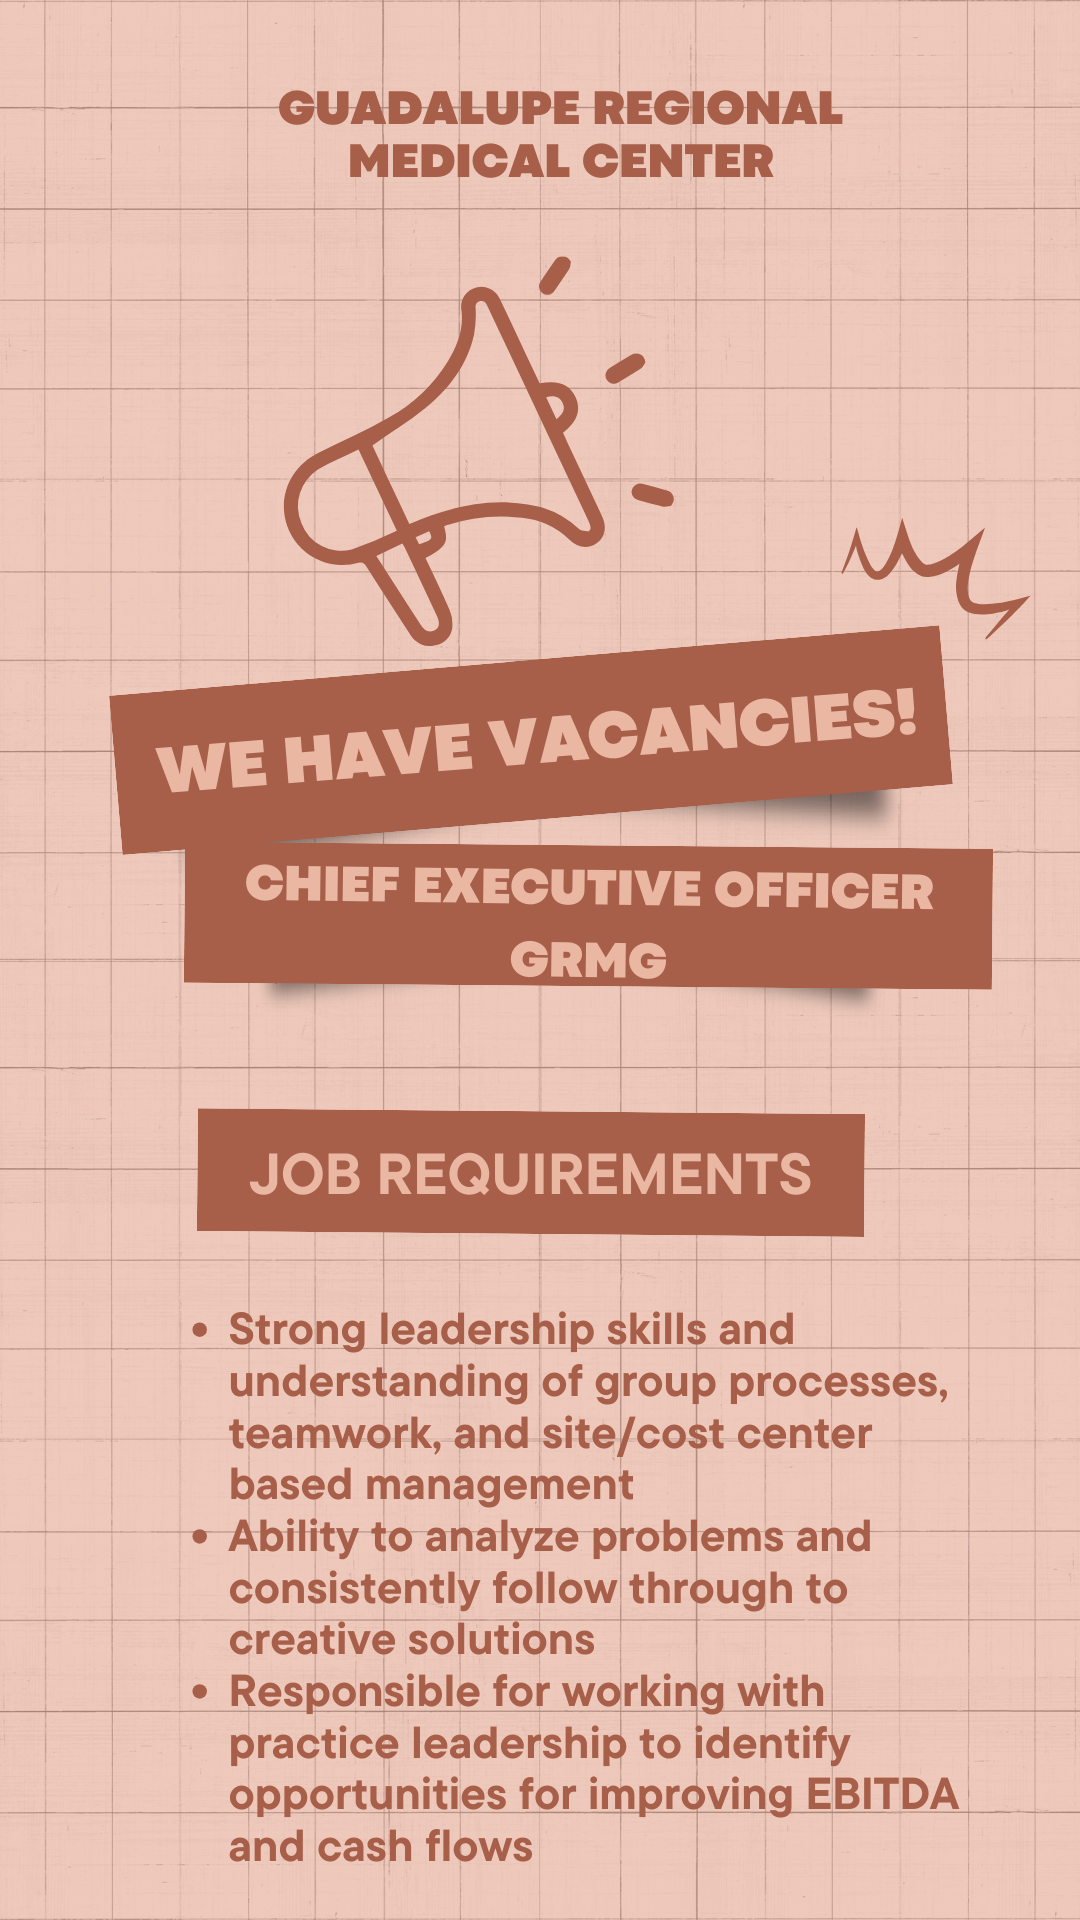 GUADALUPE REGIONAL
MEDICAL CENTER
WE HAVE VACANCIES!
CHIEF EXECUTIVE OFFICER
GRMG
JOB REQUIREMENTS
• Strong leadership skills and
understanding of group processes,
teamwork, and site/cost center
based management
• Ability to analyze problems and
consistently follow through to
creative solutions
• Responsible for working with
practice leadership to identify
opportunities for improving EBITDA
and cash flows